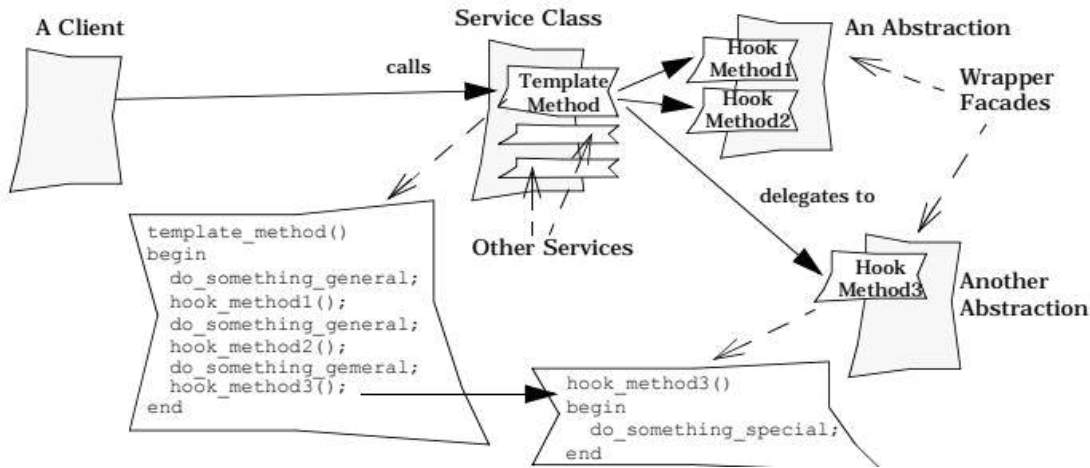 A Client
Service Class
An Abstraction
calls
Template
Method
Hook
Method1
Hook
Method2
Wrapper
Facades
delegates to
Other Services
Hook
Method3
Another
Abstraction
template_method()
begin
do_something_general;
hook_method1();
do_something_general;
hook_method2();
do_something_gemeral;
hook_method3();
end
hook_method3()
begin
do_something_special;
end